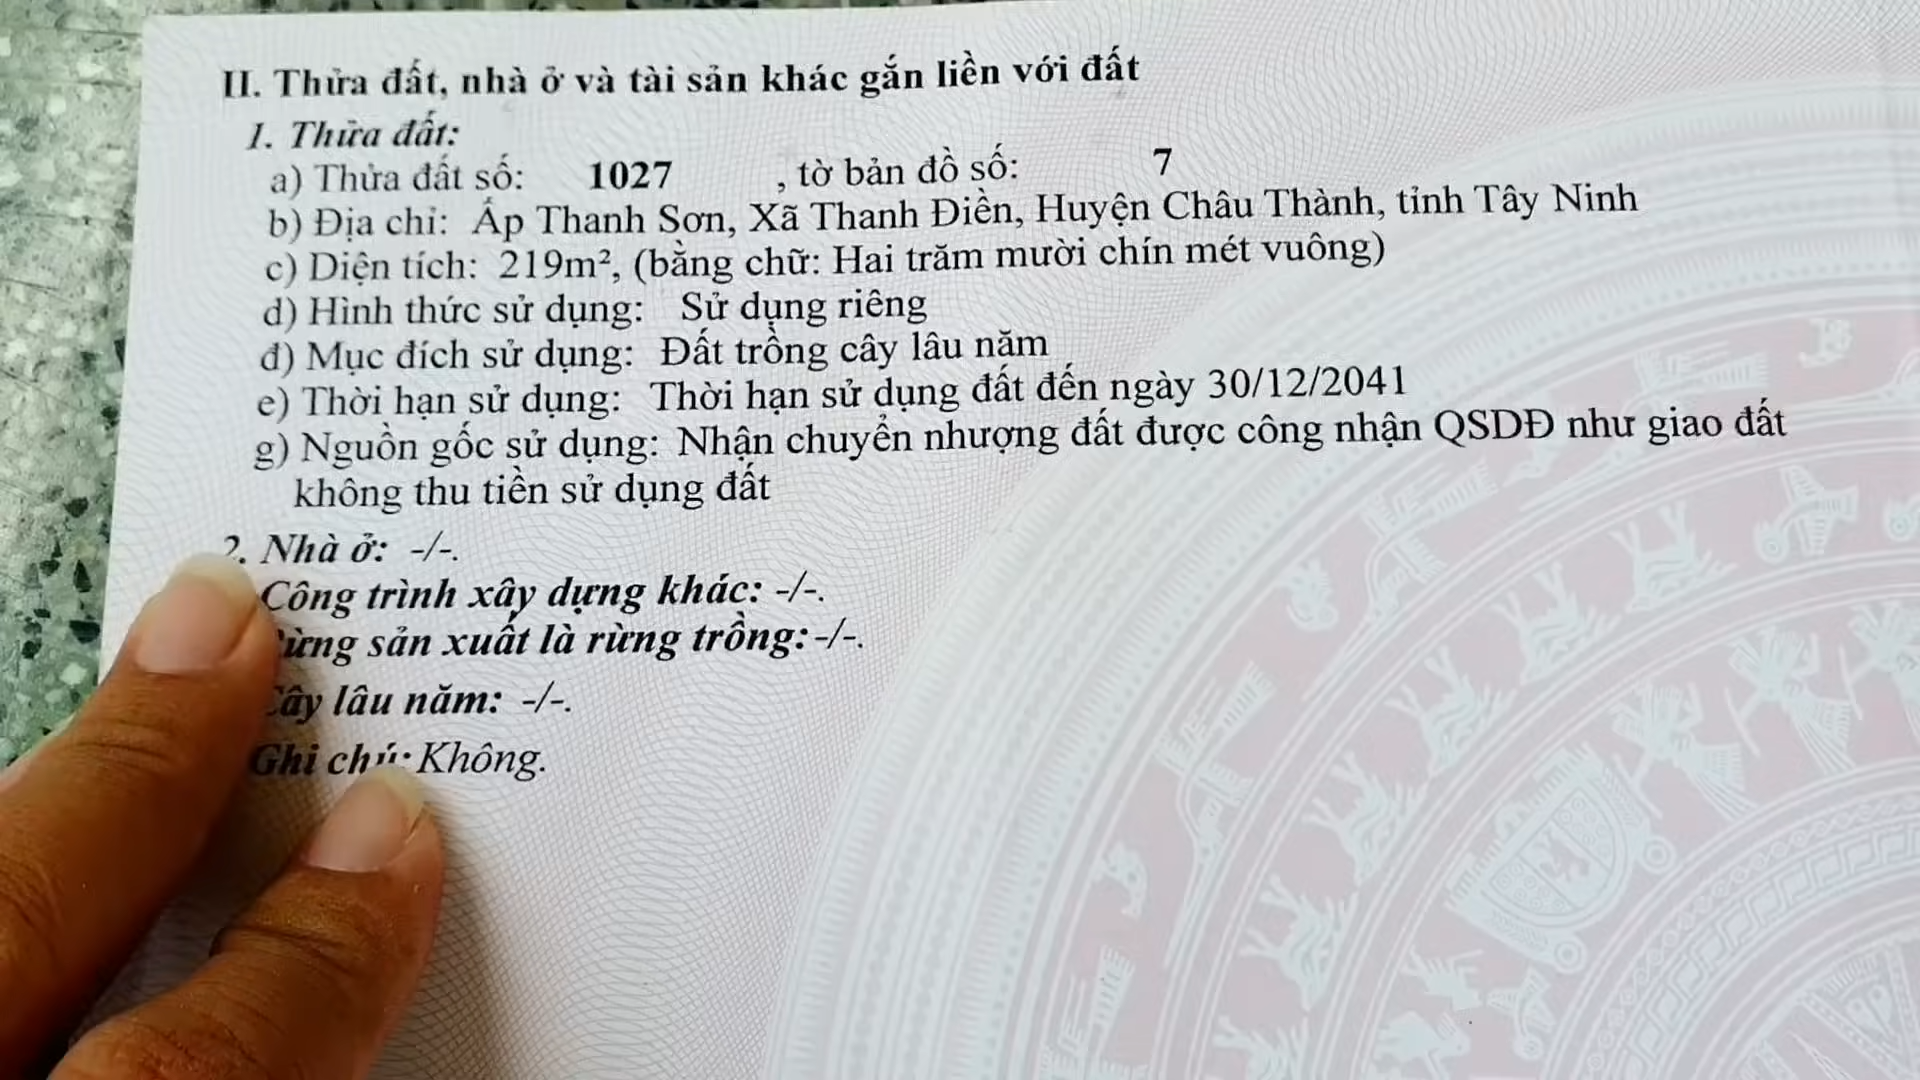 II. Thửa đất, nhà ở và tài sản khác gắn liền với đất
1. Thửa đất:
a) Thửa đất số: 1027 , tờ bản đồ số: 7
b) Địa chỉ: Ấp Thanh Sơn, Xã Thanh Điền, Huyện Châu Thành, tỉnh Tây Ninh
c) Diện tích: 219m², (bằng chữ: Hai trăm mười chín mét vuông)
d) Hình thức sử dụng: Sử dụng riêng
đ) Mục đích sử dụng: Đất trồng cây lâu năm
e) Thời hạn sử dụng: Thời hạn sử dụng đất đến ngày 30/12/2041
g) Nguồn gốc sử dụng: Nhận chuyển nhượng đất được công nhận QSDĐ như giao đất
không thu tiền sử dụng đất
2. Nhà ở: -/-.
Công trình xây dựng khác: -/-.
sản xuất là rừng trồng: -/-.
lâu năm: -/-.
Ghi chú: Không.